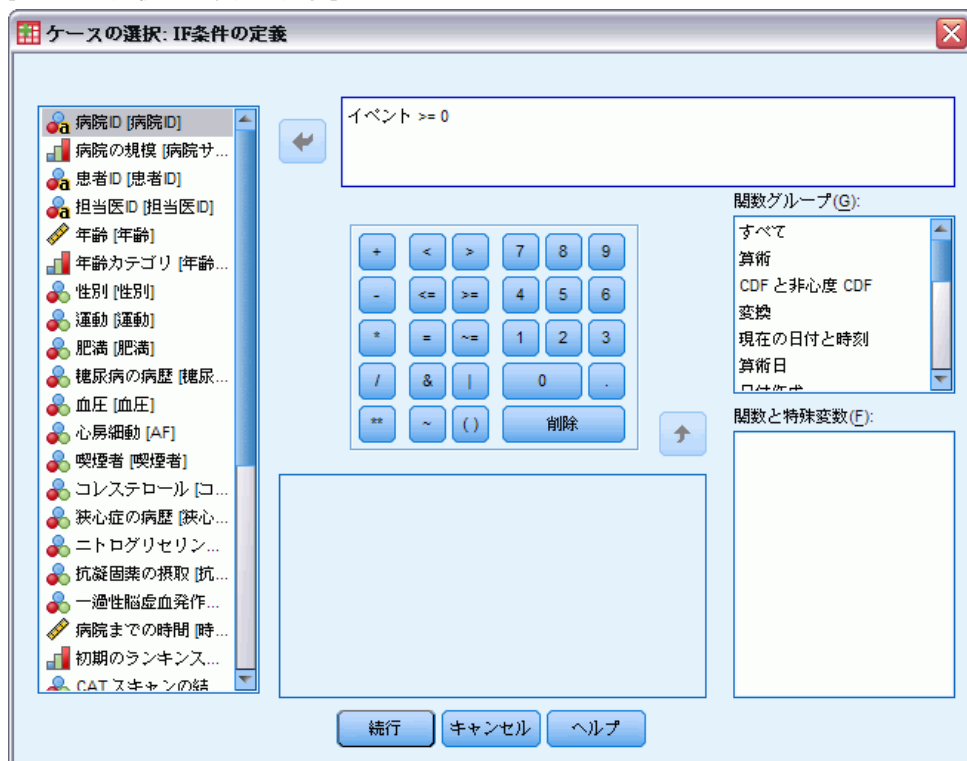 ケースの選択: IF条件の定義
病院ID [病院ID]
病院の規模 [病院サ...
患者ID [患者ID]
担当医ID [担当医ID]
年齢 [年齢]
年齢カテゴリ [年齢...
性別 [性別]
運動 [運動]
肥満 [肥満]
糖尿病の病歴 [糖尿...
血圧 [血圧]
心房細動 [AF]
喫煙者 [喫煙者]
コレステロール [コ...
狭心症の病歴 [狭心...
ニトログリセリン...
抗凝固薬の摂取 [抗...
一過性脳虚血発作...
病院までの時間 [時...
初期のランキンス...
CAT スキャンの結
イベント >= 0
+ < > 7 8 9
- <= >= 4 5 6
* = ~= 1 2 3
/ & | 0 .
** ~ ( ) 削除
関数グループ(G):
すべて
算術
CDF と非心度 CDF
変換
現在の日付と時刻
算術日
日付作成
関数と特殊変数(F):
続行 キャンセル ヘルプ